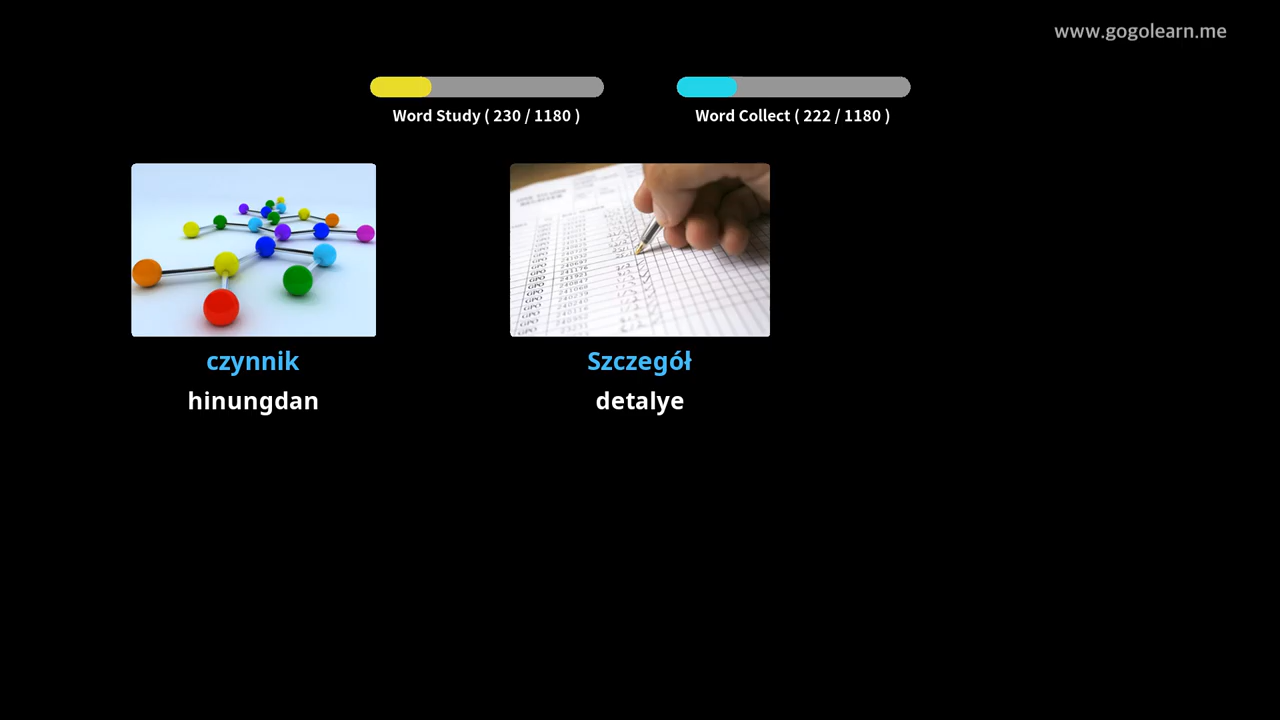 www.gogolearn.me
Word Study ( 230 / 1180 )
Word Collect ( 222 / 1180 )
czynnik
hinungdan
Szczegół
detalye